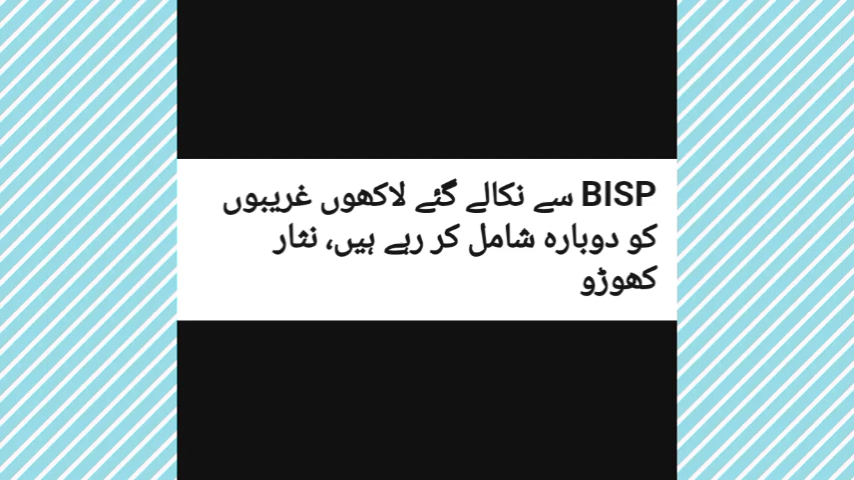 BISP سے نکالے گئے لاکھوں غریبوں
کو دوبارہ شامل کر رہے ہیں، نثار
کھوڑو